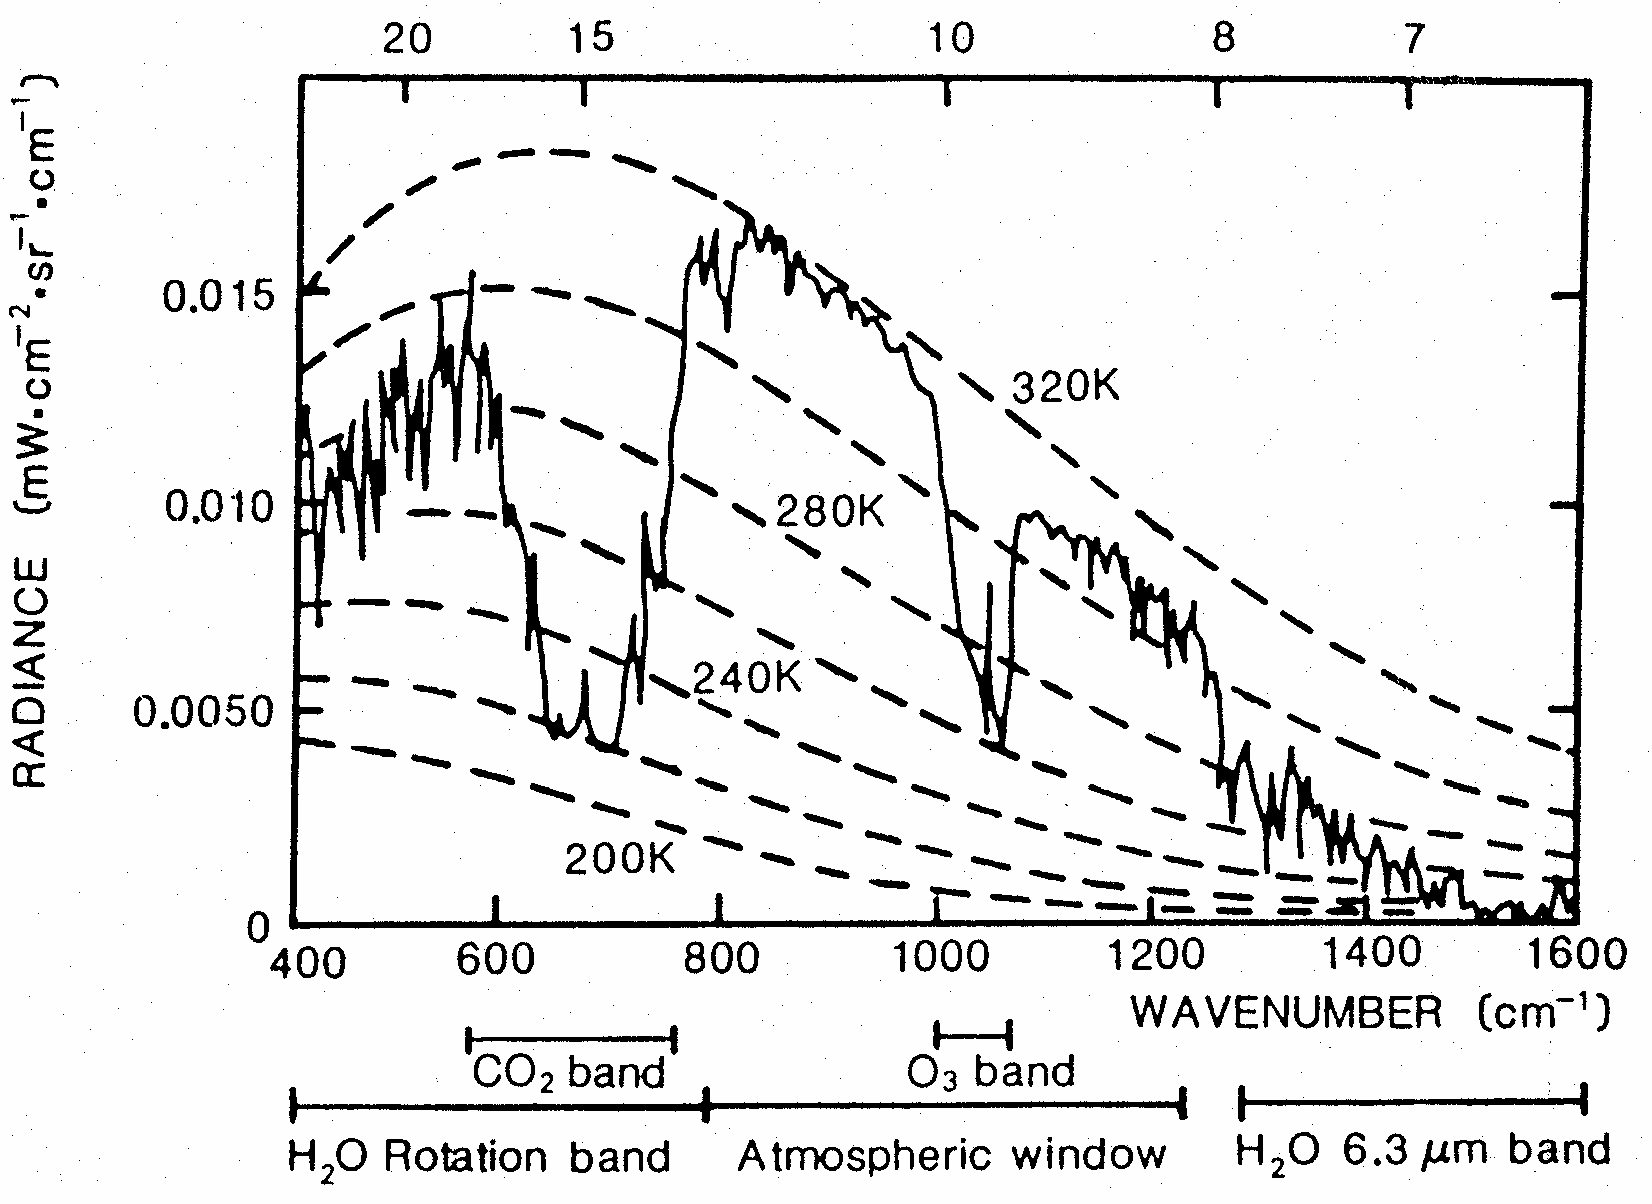 20 15 10 8 7
RADIANCE (mW·cm⁻²·sr⁻¹·cm⁻¹)
0.015
320K
0.010
280K
240K
0.0050
200K
0
400 600 800 1000 1200 1400 1600
WAVENUMBER (cm⁻¹)
CO₂ band O₃ band
H₂O Rotation band Atmospheric window H₂O 6.3 μm band